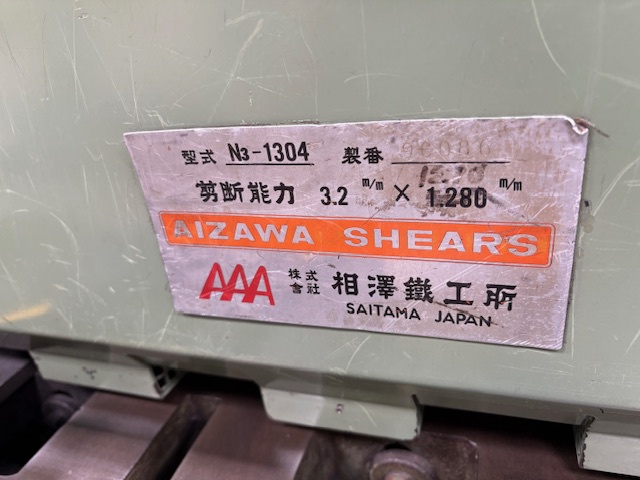 型式 N3-1304 製番
剪断能力 3.2 m/m × 1.280 m/m
AIZAWA SHEARS
AAA 株式會社 相澤鐵工所
SAITAMA JAPAN